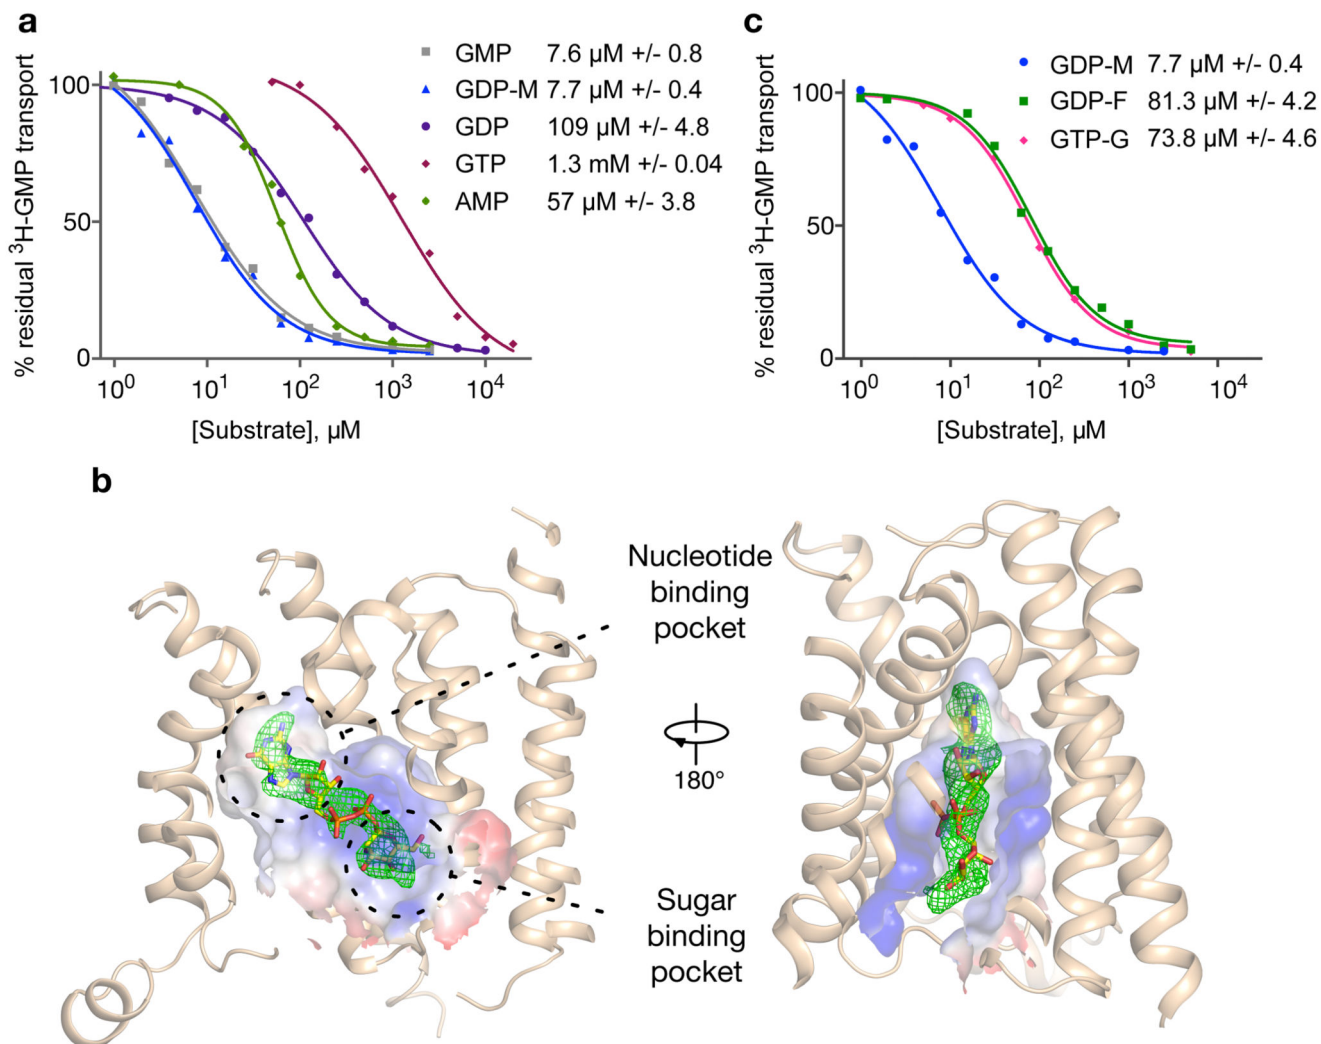 a
% residual ³H-GMP transport
100
50
0
10⁰ 10¹ 10² 10³ 10⁴
[Substrate], µM
GMP 7.6 µM +/- 0.8
GDP-M 7.7 µM +/- 0.4
GDP 109 µM +/- 4.8
GTP 1.3 mM +/- 0.04
AMP 57 µM +/- 3.8
c
% residual ³H-GMP transport
100
50
0
10⁰ 10¹ 10² 10³ 10⁴
[Substrate], µM
GDP-M 7.7 µM +/- 0.4
GDP-F 81.3 µM +/- 4.2
GTP-G 73.8 µM +/- 4.6
b
Nucleotide
binding
pocket
180°
Sugar
binding
pocket